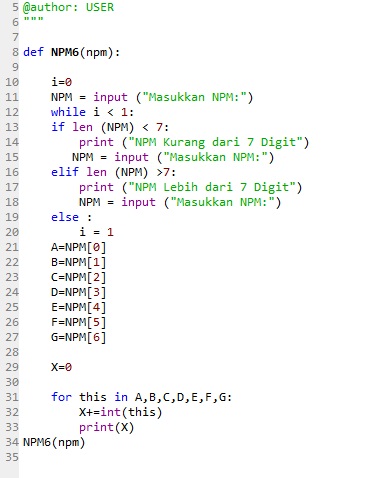 5 @author: USER
6 """
7
8 def NPM6(npm):
9
10     i=0
11     NPM = input ("Masukkan NPM:")
12     while i < 1:
13     if len (NPM) < 7:
14         print ("NPM Kurang dari 7 Digit")
15        NPM = input ("Masukkan NPM:")
16     elif len (NPM) >7:
17         print ("NPM Lebih dari 7 Digit")
18         NPM = input ("Masukkan NPM:")
19     else :
20         i = 1
21     A=NPM[0]
22     B=NPM[1]
23     C=NPM[2]
24     D=NPM[3]
25     E=NPM[4]
26     F=NPM[5]
27     G=NPM[6]
28
29     X=0
30
31     for this in A,B,C,D,E,F,G:
32         X+=int(this)
33         print(X)
34 NPM6(npm)
35